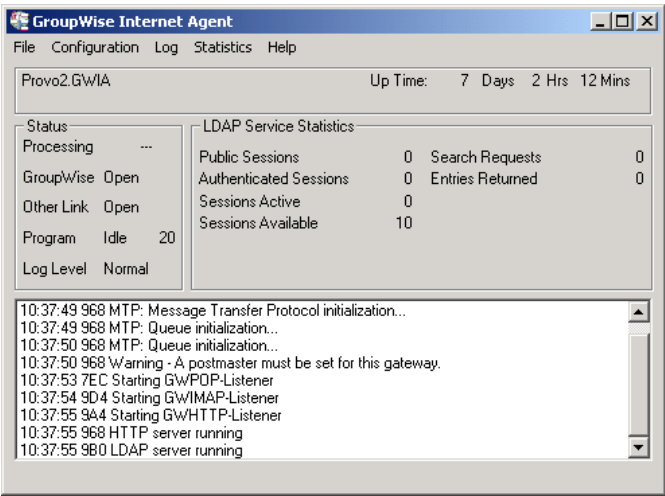 GroupWise Internet Agent
File Configuration Log Statistics Help
Provo2.GWIA Up Time: 7 Days 2 Hrs 12 Mins
Status
Processing ---
GroupWise Open
Other Link Open
Program Idle 20
Log Level Normal
LDAP Service Statistics
Public Sessions 0 Search Requests 0
Authenticated Sessions 0 Entries Returned 0
Sessions Active 0
Sessions Available 10
10:37:49 968 MTP: Message Transfer Protocol initialization...
10:37:49 968 MTP: Queue initialization...
10:37:50 968 MTP: Queue initialization...
10:37:50 968 Warning - A postmaster must be set for this gateway.
10:37:53 7EC Starting GWPOP-Listener
10:37:54 9D4 Starting GWIMAP-Listener
10:37:55 9A4 Starting GWHTTP-Listener
10:37:55 968 HTTP server running
10:37:55 9B0 LDAP server running